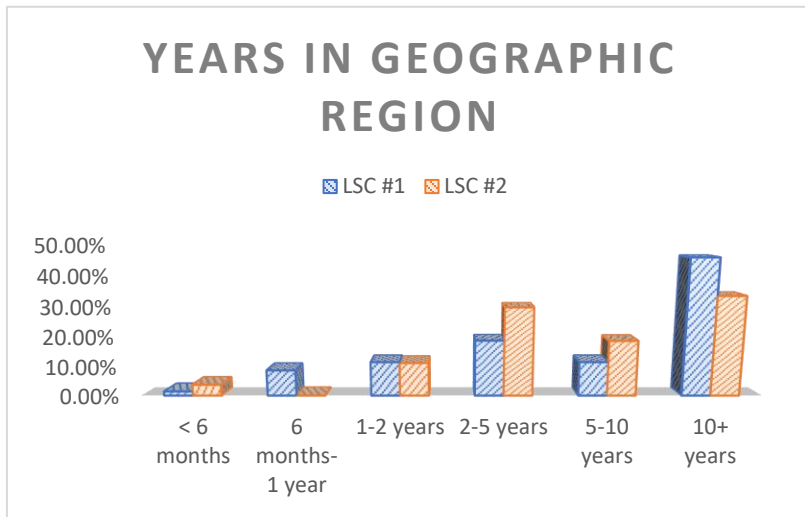 YEARS IN GEOGRAPHIC
REGION
LSC #1 LSC #2
50.00%
40.00%
30.00%
20.00%
10.00%
0.00%
< 6
months
6
months-
1 year
1-2 years
2-5 years
5-10
years
10+
years